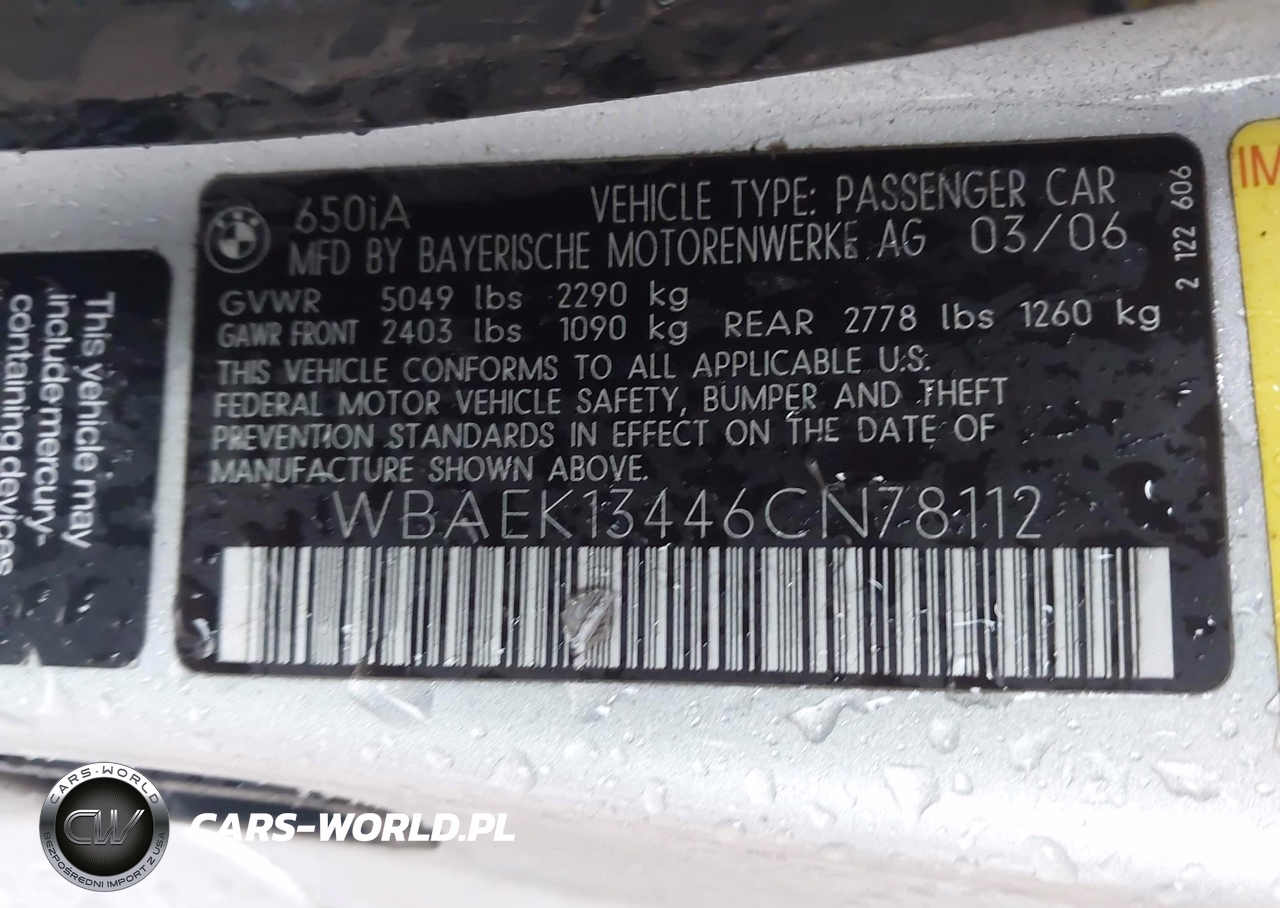 650iA VEHICLE TYPE: PASSENGER CAR
MFD BY BAYERISCHE MOTORENWERKE AG 03/06
GVWR 5049 lbs 2290 kg
GAWR FRONT 2403 lbs 1090 kg REAR 2778 lbs 1260 kg
THIS VEHICLE CONFORMS TO ALL APPLICABLE U.S.
FEDERAL MOTOR VEHICLE SAFETY, BUMPER AND THEFT
PREVENTION STANDARDS IN EFFECT ON THE DATE OF
MANUFACTURE SHOWN ABOVE.
WBAEK13446CN78112
2 122 606
This vehicle may
include mercury-
containing devices
IM
CARS-WORLD
CW
BEZPOŚREDNI IMPORT Z USA
CARS-WORLD.PL